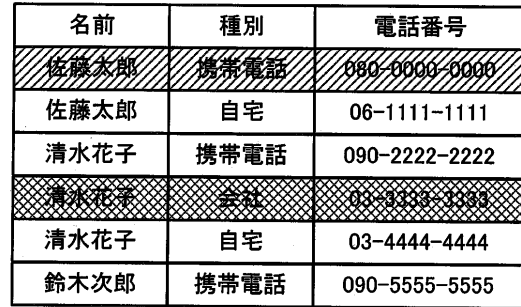 名前 種別 電話番号
佐藤太郎 携帯電話 080-0000-0000
佐藤太郎 自宅 06-1111-1111
清水花子 携帯電話 090-2222-2222
清水花子 会社 03-3333-3333
清水花子 自宅 03-4444-4444
鈴木次郎 携帯電話 090-5555-5555